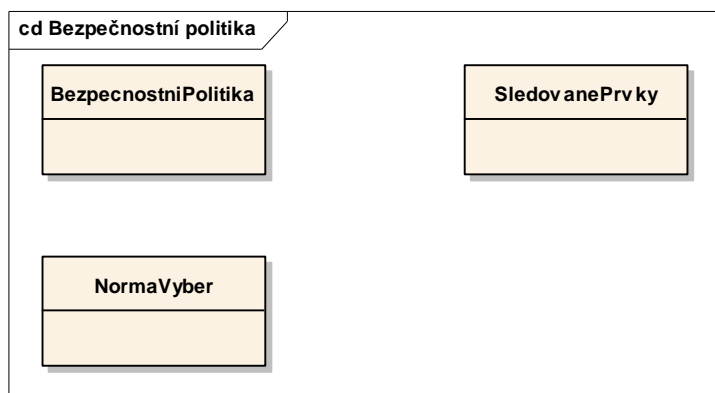 cd Bezpečnostní politika
BezpecnostniPolitika
SledovanePrvky
NormaVyber